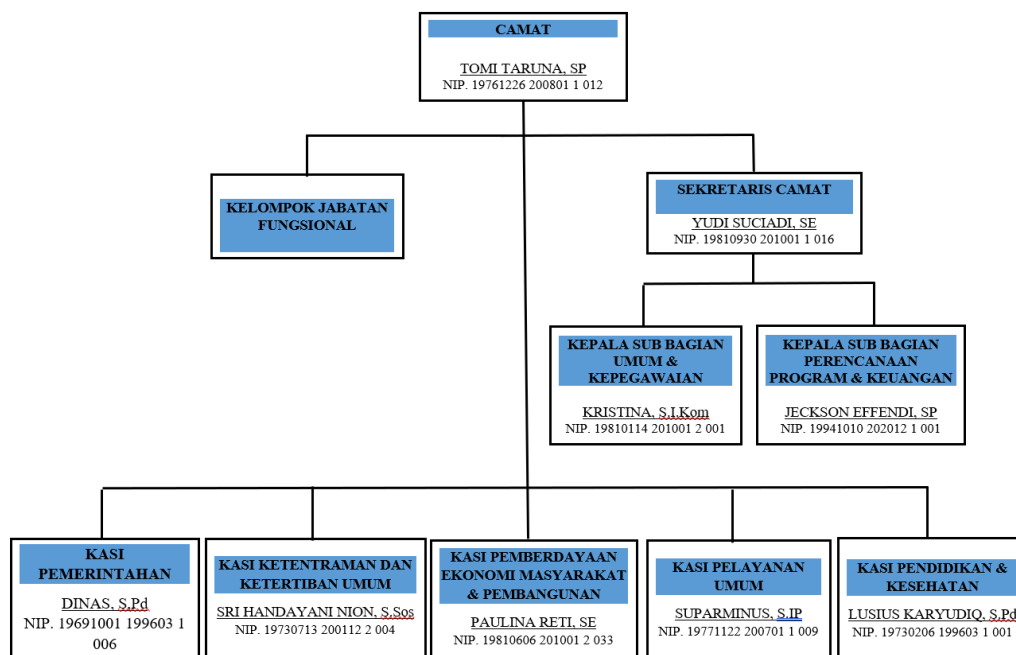 CAMAT
TOMI TARUNA, SP
NIP. 19761226 200801 1 012
KELOMPOK JABATAN
FUNGSIONAL
SEKRETARIS CAMAT
YUDI SUCIADI, SE
NIP. 19810930 201001 1 016
KEPALA SUB BAGIAN
UMUM &
KEPEGAWAIAN
KRISTINA, S.I.Kom
NIP. 19810114 201001 2 001
KEPALA SUB BAGIAN
PERENCANAAN
PROGRAM & KEUANGAN
JECKSON EFFENDI, SP
NIP. 19941010 202012 1 001
KASI
PEMERINTAHAN
DINAS, S.Pd
NIP. 19691001 199603 1
006
KASI KETENTRAMAN DAN
KETERTIBAN UMUM
SRI HANDAYANI NION, S.Sos
NIP. 19730713 200112 2 004
KASI PEMBERDAYAAN
EKONOMI MASYARAKAT
& PEMBANGUNAN
PAULINA RETI, SE
NIP. 19810606 201001 2 033
KASI PELAYANAN
UMUM
SUPARMINUS, S.IP
NIP. 19771122 200701 1 009
KASI PENDIDIKAN &
KESEHATAN
LUSIUS KARYUDIQ, S.Pd
NIP. 19730206 199603 1 001